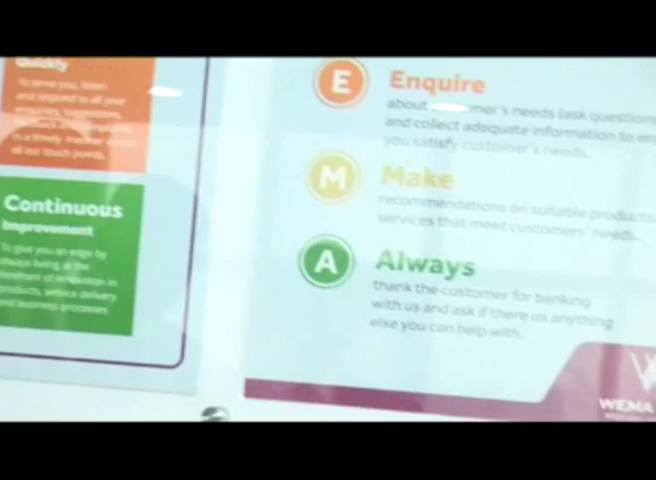 Quickly
To serve you, listen
and respond to all your
in a timely manner
all our touch points.
Continuous
Improvement
To give you an edge by
always being at the
forefront of innovation in
products, service delivery
and business processes
E
Enquire
about customer's needs (ask questions
and collect adequate information to
you satisfy customer's needs.
M
Make
recommendations on suitable products
services that meet customers' needs.
A
Always
thank the customer for banking
with us and ask if there us anything
else you can help with.
WEMA